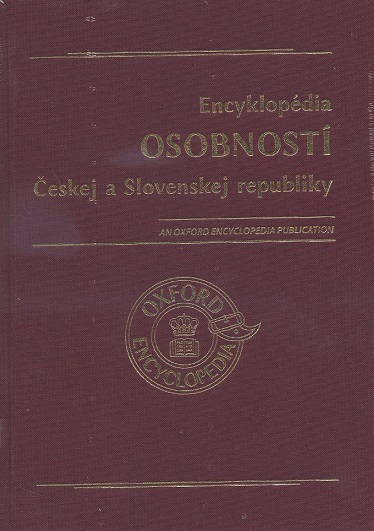 Encyklopédia
OSOBNOSTÍ
Českej a Slovenskej republiky
AN OXFORD ENCYCLOPEDIA PUBLICATION
OXFORD
ENCYCLOPEDIA